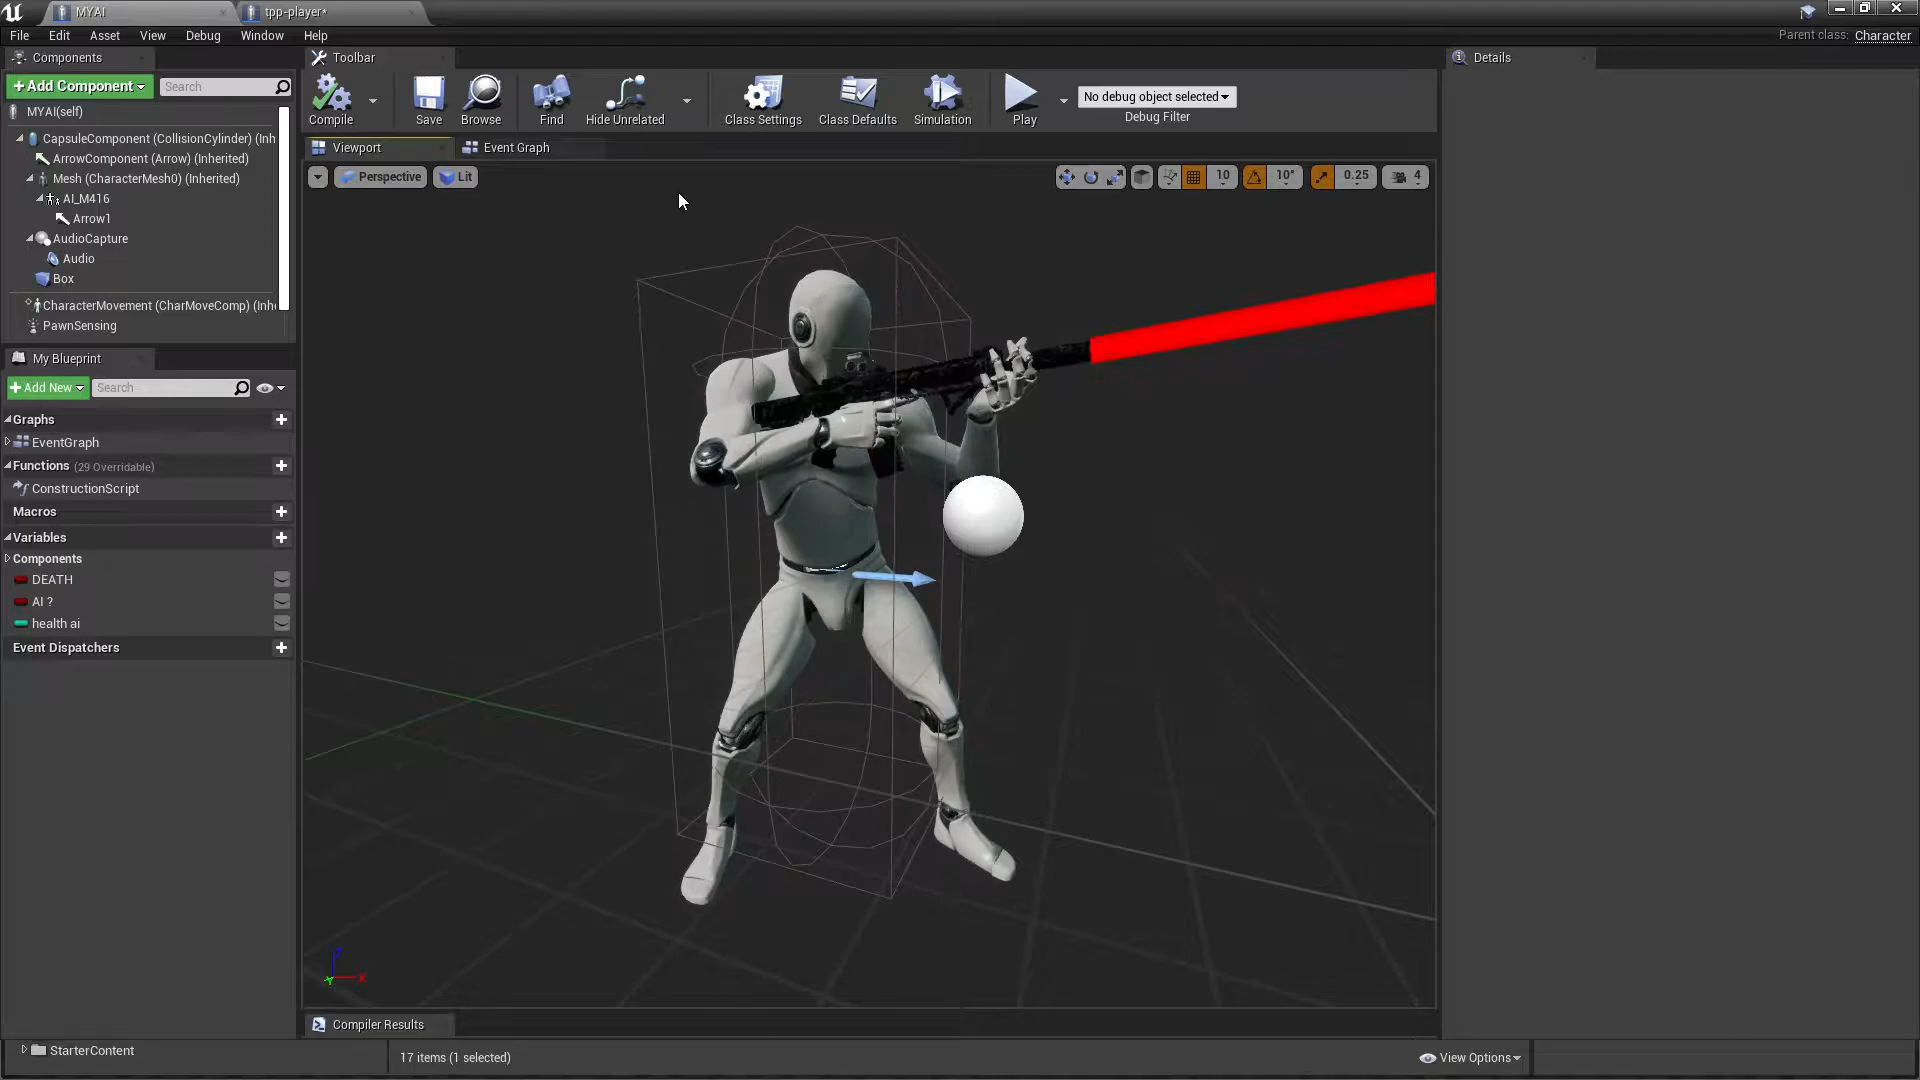 MYAI
tpp-player*
File Edit Asset View Debug Window Help
Parent class: Character
Components
Toolbar
Details
+Add Component
Search
MYAI(self)
CapsuleComponent (CollisionCylinder) (Inh
ArrowComponent (Arrow) (Inherited)
Mesh (CharacterMesh0) (Inherited)
AI_M416
Arrow1
AudioCapture
Audio
Box
CharacterMovement (CharMoveComp) (Inhe
PawnSensing
Compile
Save
Browse
Find
Hide Unrelated
Class Settings
Class Defaults
Simulation
Play
No debug object selected
Debug Filter
Viewport
Event Graph
Perspective
Lit
10
10°
0.25
4
My Blueprint
+Add New
Search
Graphs
EventGraph
Functions (29 Overridable)
ConstructionScript
Macros
Variables
Components
DEATH
AI ?
health ai
Event Dispatchers
Z
X
Y
Compiler Results
StarterContent
17 items (1 selected)
View Options